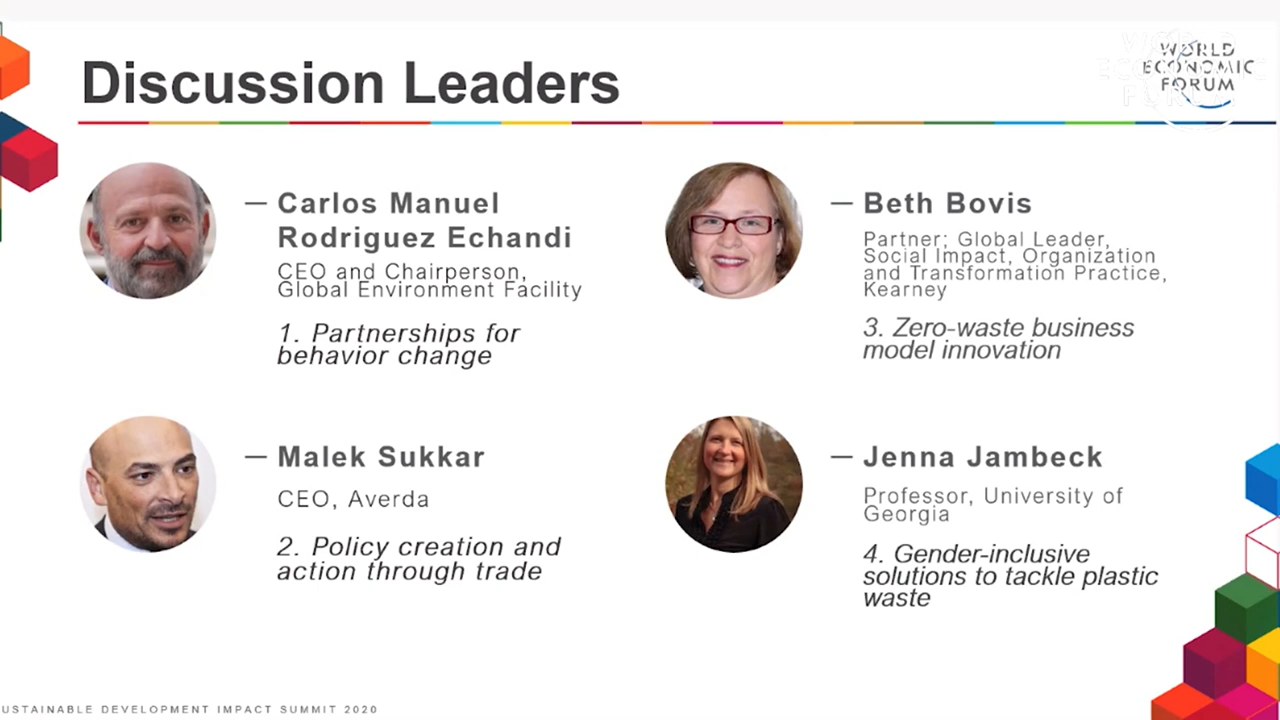 Discussion Leaders
WORLD
ECONOMIC
FORUM
— Carlos Manuel
Rodriguez Echandi
CEO and Chairperson,
Global Environment Facility
1. Partnerships for
behavior change
— Beth Bovis
Partner; Global Leader,
Social Impact, Organization
and Transformation Practice,
Kearney
3. Zero-waste business
model innovation
— Malek Sukkar
CEO, Averda
2. Policy creation and
action through trade
— Jenna Jambeck
Professor, University of
Georgia
4. Gender-inclusive
solutions to tackle plastic
waste
USTAINABLE DEVELOPMENT IMPACT SUMMIT 2020
WORLD
ECONOMIC
FORUM